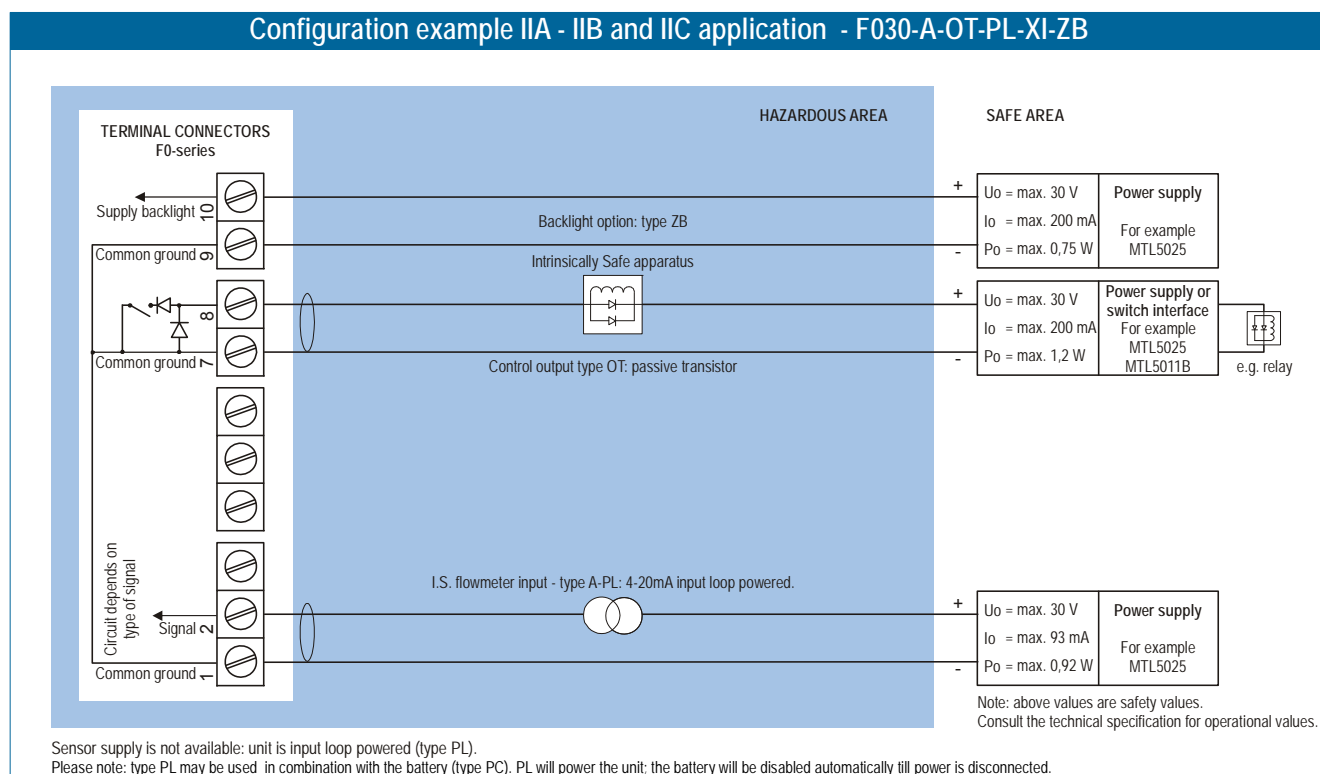 Configuration example IIA - IIB and IIC application - F030-A-OT-PL-XI-ZB
HAZARDOUS AREA
SAFE AREA
TERMINAL CONNECTORS
F0-series
Supply backlight
10
Common ground
9
Backlight option: type ZB
+
-
Uo = max. 30 V
Io = max. 200 mA
Po = max. 0,75 W
Power supply
For example
MTL5025
Intrinsically Safe apparatus
8
Common ground
7
Control output type OT: passive transistor
+
-
Uo = max. 30 V
Io = max. 200 mA
Po = max. 1,2 W
Power supply or
switch interface
For example
MTL5025
MTL5011B
e.g. relay
Circuit depends on
type of signal
Signal
2
Common ground
1
I.S. flowmeter input - type A-PL: 4-20mA input loop powered.
+
-
Uo = max. 30 V
Io = max. 93 mA
Po = max. 0,92 W
Power supply
For example
MTL5025
Note: above values are safety values.
Consult the technical specification for operational values.
Sensor supply is not available: unit is input loop powered (type PL).
Please note: type PL may be used in combination with the battery (type PC). PL will power the unit; the battery will be disabled automatically till power is disconnected.